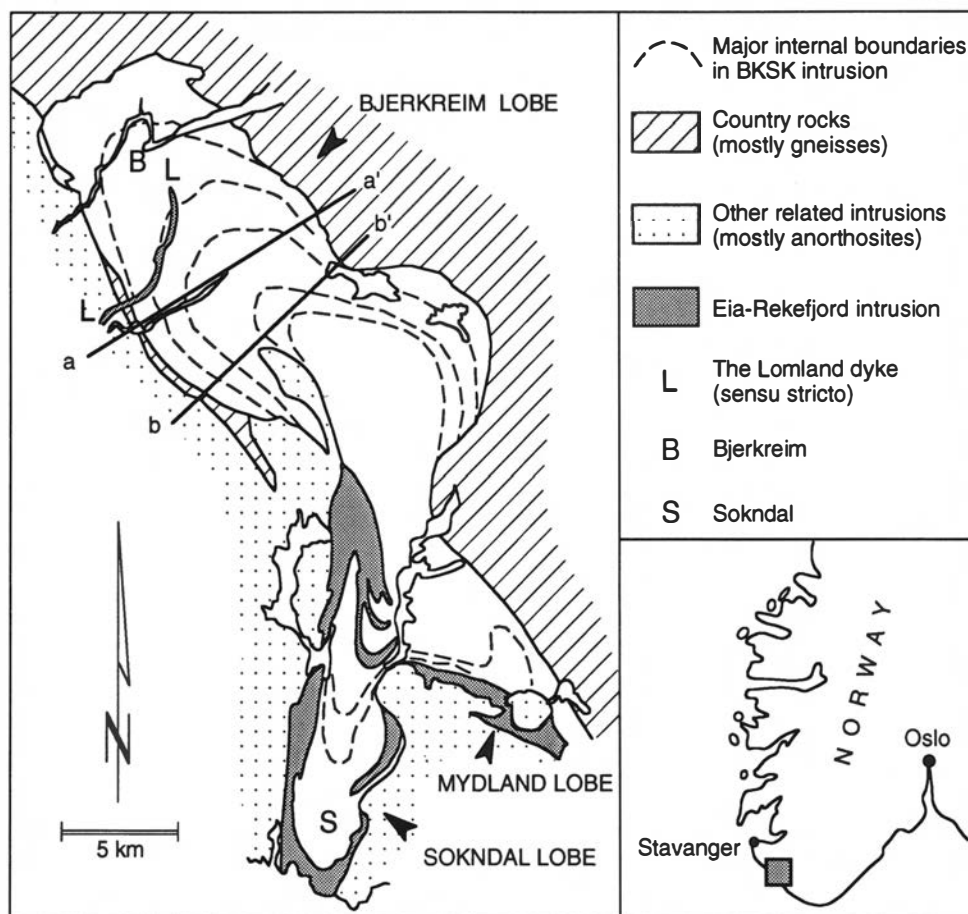 BJERKREIM LOBE
B
L
a'
b'
L
a
b
N
5 km
S
MYDLAND LOBE
SOKNDAL LOBE
Major internal boundaries
in BKSK intrusion
Country rocks
(mostly gneisses)
Other related intrusions
(mostly anorthosites)
Eia-Rekefjord intrusion
L The Lomland dyke
(sensu stricto)
B Bjerkreim
S Sokndal
NORWAY
Oslo
Stavanger